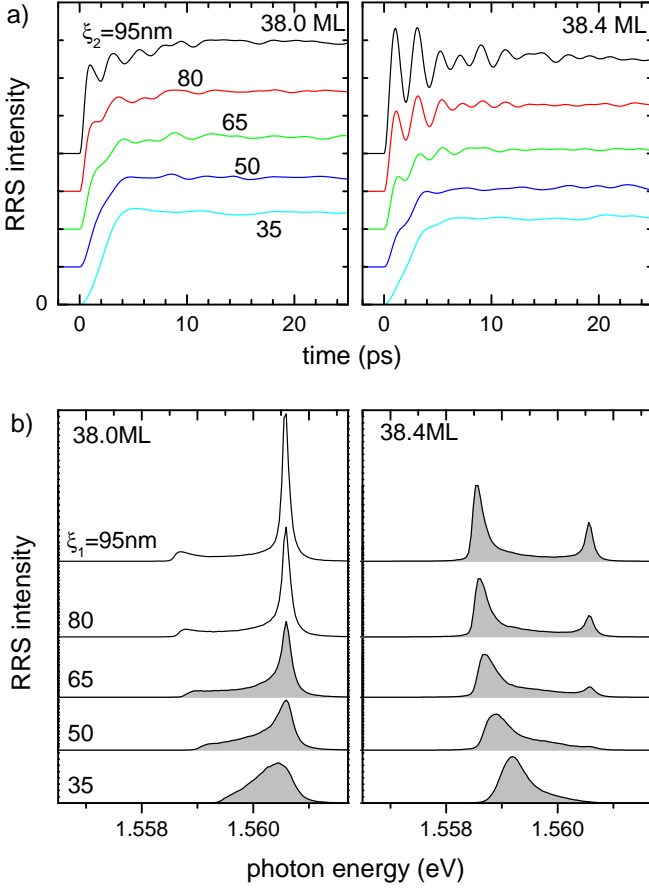 a)
38.0 ML
38.4 ML
ξ2=95nm
80
65
50
35
RRS intensity
0
0 10 20
0 10 20
time (ps)
b)
38.0ML
38.4ML
ξ1=95nm
80
65
50
35
RRS intensity
1.558 1.560
1.558 1.560
photon energy (eV)